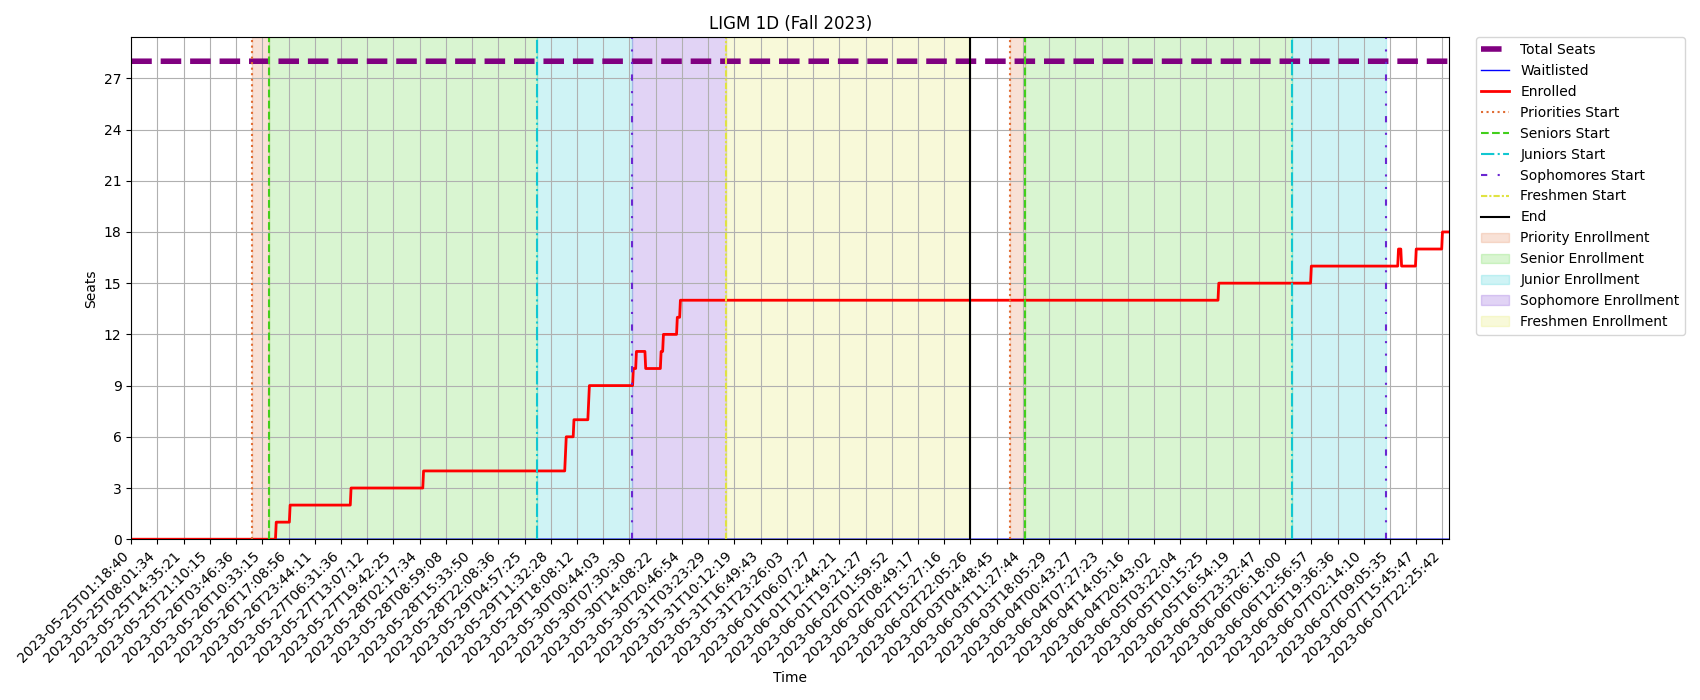 LIGM 1D (Fall 2023)
Total Seats
Waitlisted
Enrolled
Priorities Start
Seniors Start
Juniors Start
Sophomores Start
Freshmen Start
End
Priority Enrollment
Senior Enrollment
Junior Enrollment
Sophomore Enrollment
Freshmen Enrollment
Seats
27
24
21
18
15
12
9
6
3
0
2023-05-25T01:18:40
2023-05-25T08:01:34
2023-05-25T14:35:21
2023-05-25T21:10:15
2023-05-26T03:46:36
2023-05-26T10:33:15
2023-05-26T17:08:56
2023-05-26T23:44:11
2023-05-27T06:31:36
2023-05-27T13:07:12
2023-05-27T19:42:25
2023-05-28T02:17:34
2023-05-28T08:59:08
2023-05-28T15:33:50
2023-05-28T22:08:36
2023-05-29T04:57:25
2023-05-29T11:32:28
2023-05-29T18:08:12
2023-05-30T00:44:03
2023-05-30T07:30:30
2023-05-30T14:08:22
2023-05-30T20:46:54
2023-05-31T03:23:29
2023-05-31T10:12:19
2023-05-31T16:49:43
2023-05-31T23:26:03
2023-06-01T06:07:27
2023-06-01T12:44:21
2023-06-01T19:21:27
2023-06-02T01:59:52
2023-06-02T08:49:17
2023-06-02T15:27:16
2023-06-02T22:05:26
2023-06-03T04:48:45
2023-06-03T11:27:44
2023-06-03T18:05:29
2023-06-04T00:43:27
2023-06-04T07:27:23
2023-06-04T14:05:16
2023-06-04T20:43:02
2023-06-05T03:22:04
2023-06-05T10:15:25
2023-06-05T16:54:19
2023-06-05T23:32:47
2023-06-06T06:18:00
2023-06-06T12:56:57
2023-06-06T19:36:36
2023-06-07T02:14:10
2023-06-07T09:05:35
2023-06-07T15:45:47
2023-06-07T22:25:42
Time